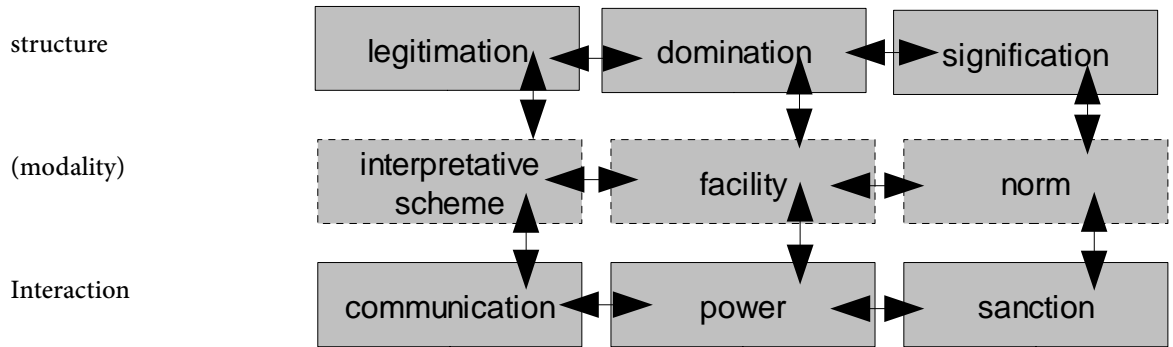 structure
legitimation
domination
signification
(modality)
interpretative
scheme
facility
norm
Interaction
communication
power
sanction